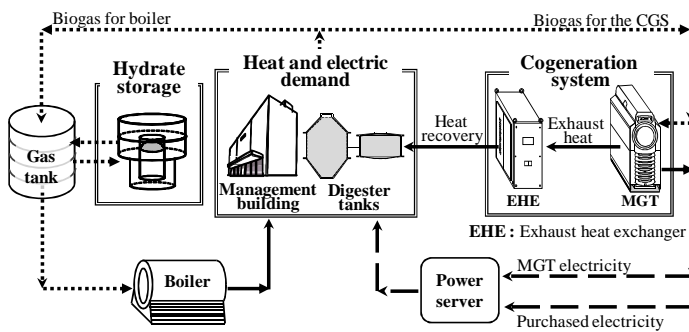 Biogas for boiler
Biogas for the CGS
Hydrate
storage
Heat and electric
demand
Cogeneration
system
Gas
tank
Heat
recovery
Exhaust
heat
Management
building
Digester
tanks
EHE
MGT
EHE : Exhaust heat exchanger
Boiler
Power
server
MGT electricity
Purchased electricity